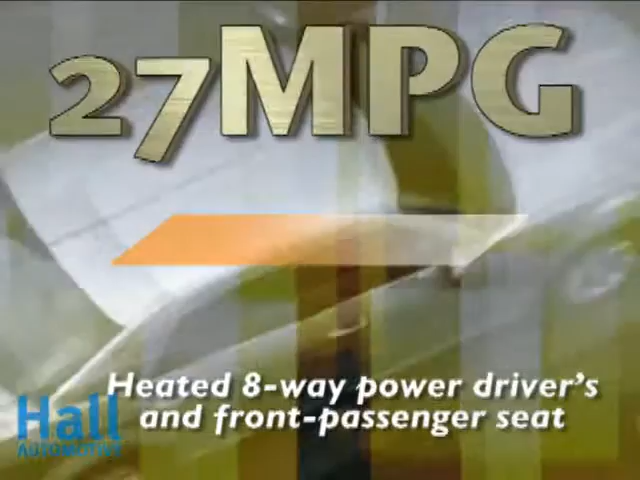 27MPG
Heated 8-way power driver's
and front-passenger seat
Hall
AUTOMOTIVE